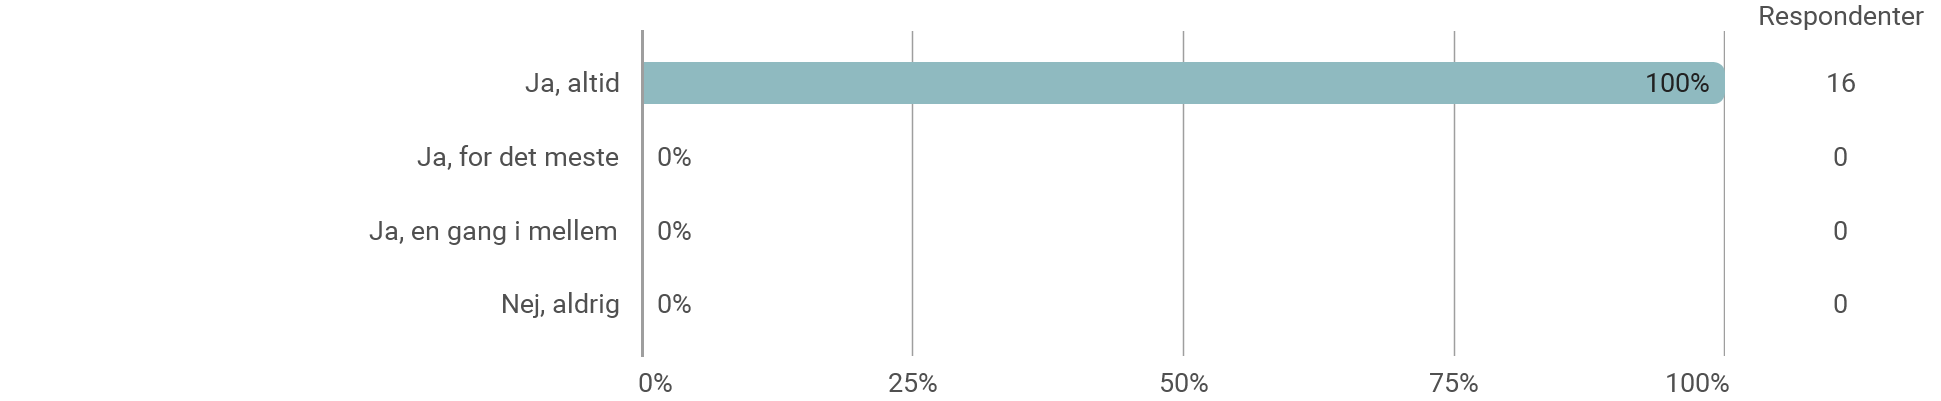 Respondenter
Ja, altid 100% 16
Ja, for det meste 0% 0
Ja, en gang i mellem 0% 0
Nej, aldrig 0% 0
0% 25% 50% 75% 100%